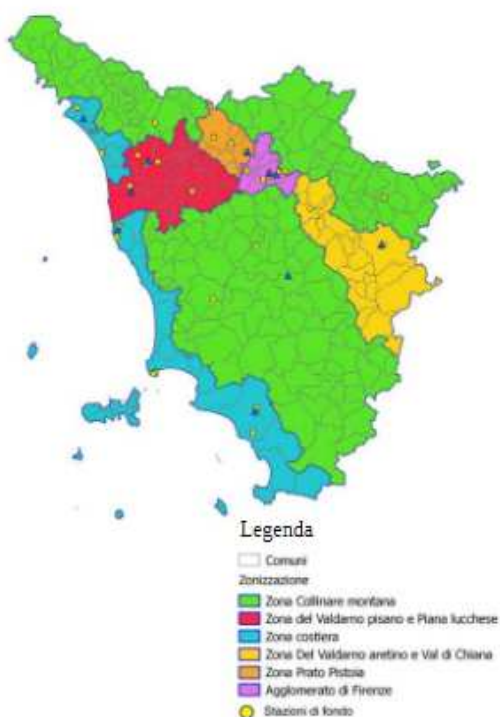 Legenda
Comuni
Zonizzazione
Zona Collinare montana
Zona del Valdarno pisano e Piana lucchese
Zona costiera
Zona Del Valdarno aretino e Val di Chiana
Zona Prato Pistoia
Agglomerato di Firenze
Stazioni di fondo